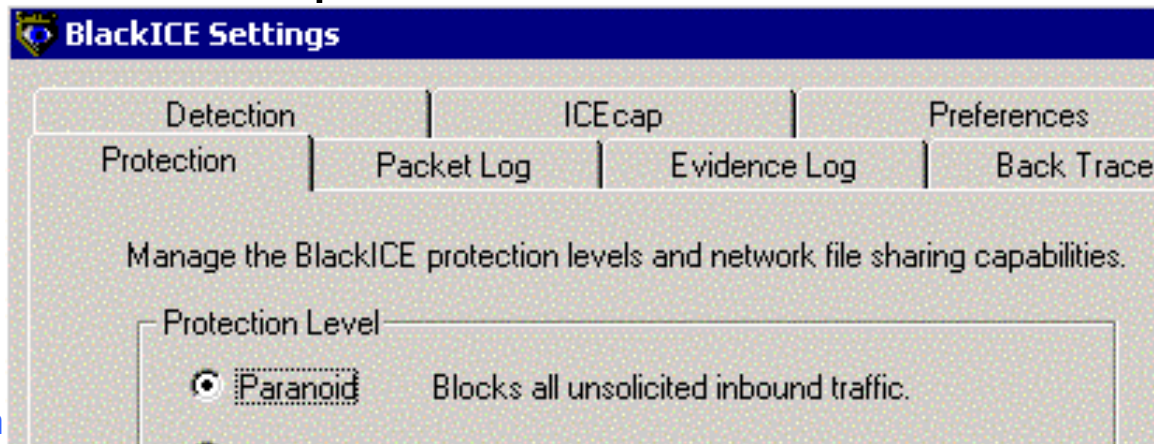 BlackICE Settings
Detection ICEcap Preferences
Protection Packet Log Evidence Log Back Trace
Manage the BlackICE protection levels and network file sharing capabilities.
Protection Level
Paranoid Blocks all unsolicited inbound traffic.